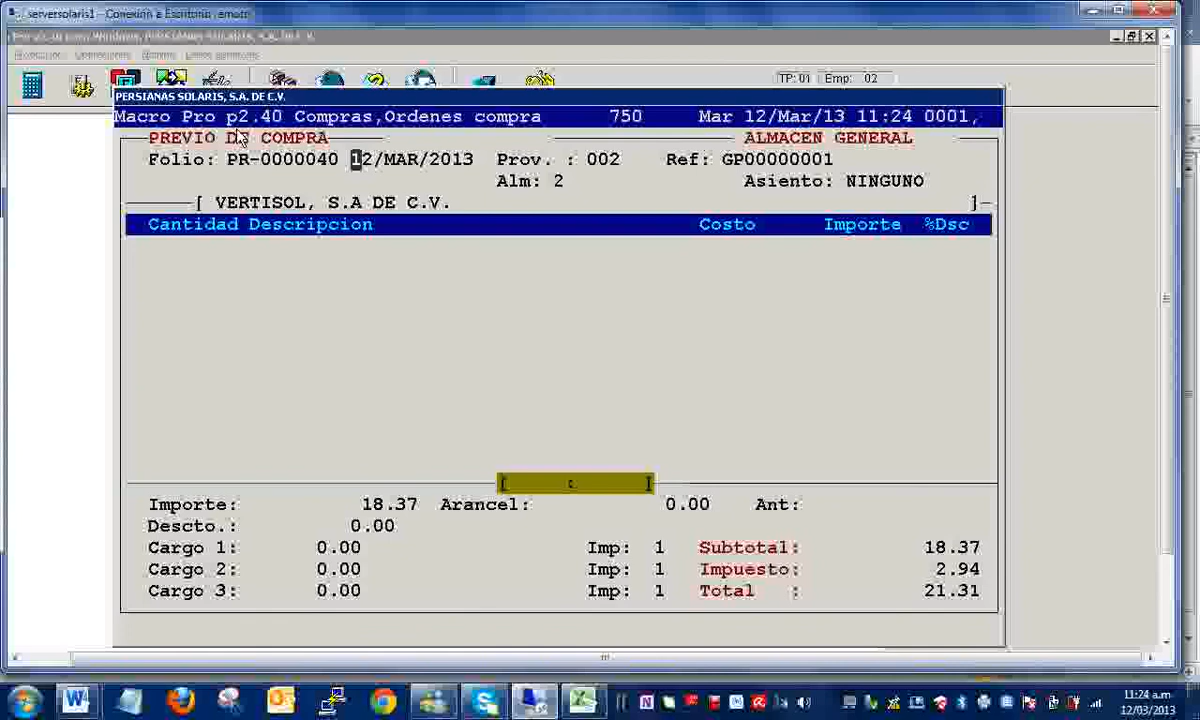 serversolaris1 - Conexión a Escritorio remoto
TP: 01 Emp: 02
PERSIANAS SOLARIS, S.A. DE C.V.
Macro Pro p2.40 Compras,Ordenes compra 750 Mar 12/Mar/13 11:24 0001,
PREVIO DE COMPRA ALMACEN GENERAL
Folio: PR-0000040 12/MAR/2013 Prov. : 002 Ref: GP00000001
Alm: 2 Asiento: NINGUNO
[ VERTISOL, S.A DE C.V. ]
Cantidad Descripcion Costo Importe %Dsc
[ : ]
Importe: 18.37 Arancel: 0.00 Ant:
Descto.: 0.00
Cargo 1: 0.00 Imp: 1 Subtotal: 18.37
Cargo 2: 0.00 Imp: 1 Impuesto: 2.94
Cargo 3: 0.00 Imp: 1 Total : 21.31
11:24 a.m.
12/03/2013